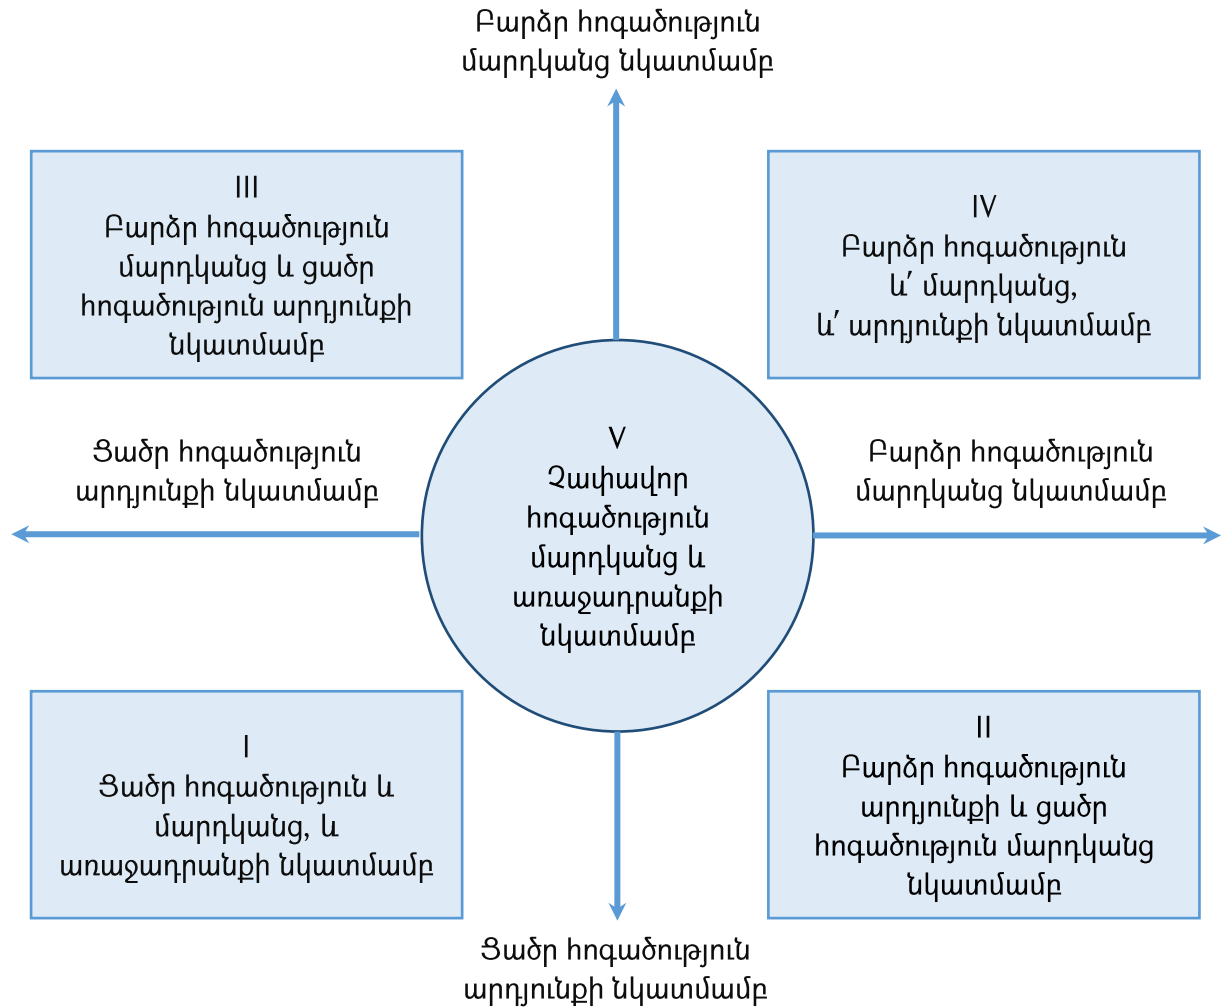 Բարձր հոգածություն
մարդկանց նկատմամբ
III
Բարձր հոգածություն
մարդկանց և ցածր
հոգածություն արդյունքի
նկատմամբ
IV
Բարձր հոգածություն
և՛ մարդկանց,
և՛ արդյունքի նկատմամբ
Ցածր հոգածություն
արդյունքի նկատմամբ
V
Չափավոր
հոգածություն
մարդկանց և
առաջադրանքի
նկատմամբ
Բարձր հոգածություն
մարդկանց նկատմամբ
I
Ցածր հոգածություն և
մարդկանց, և
առաջադրանքի նկատմամբ
II
Բարձր հոգածություն
արդյունքի և ցածր
հոգածություն մարդկանց
նկատմամբ
Ցածր հոգածություն
արդյունքի նկատմամբ